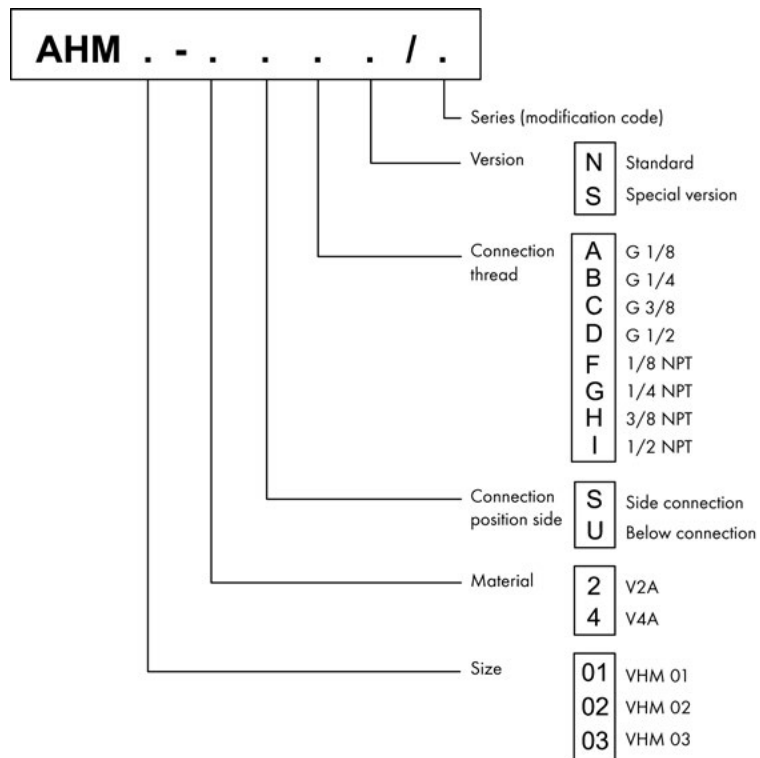 AHM . - . . . . / .
Series (modification code)
Version
N Standard
S Special version
Connection
thread
A G 1/8
B G 1/4
C G 3/8
D G 1/2
F 1/8 NPT
G 1/4 NPT
H 3/8 NPT
I 1/2 NPT
Connection
position side
S Side connection
U Below connection
Material
2 V2A
4 V4A
Size
01 VHM 01
02 VHM 02
03 VHM 03